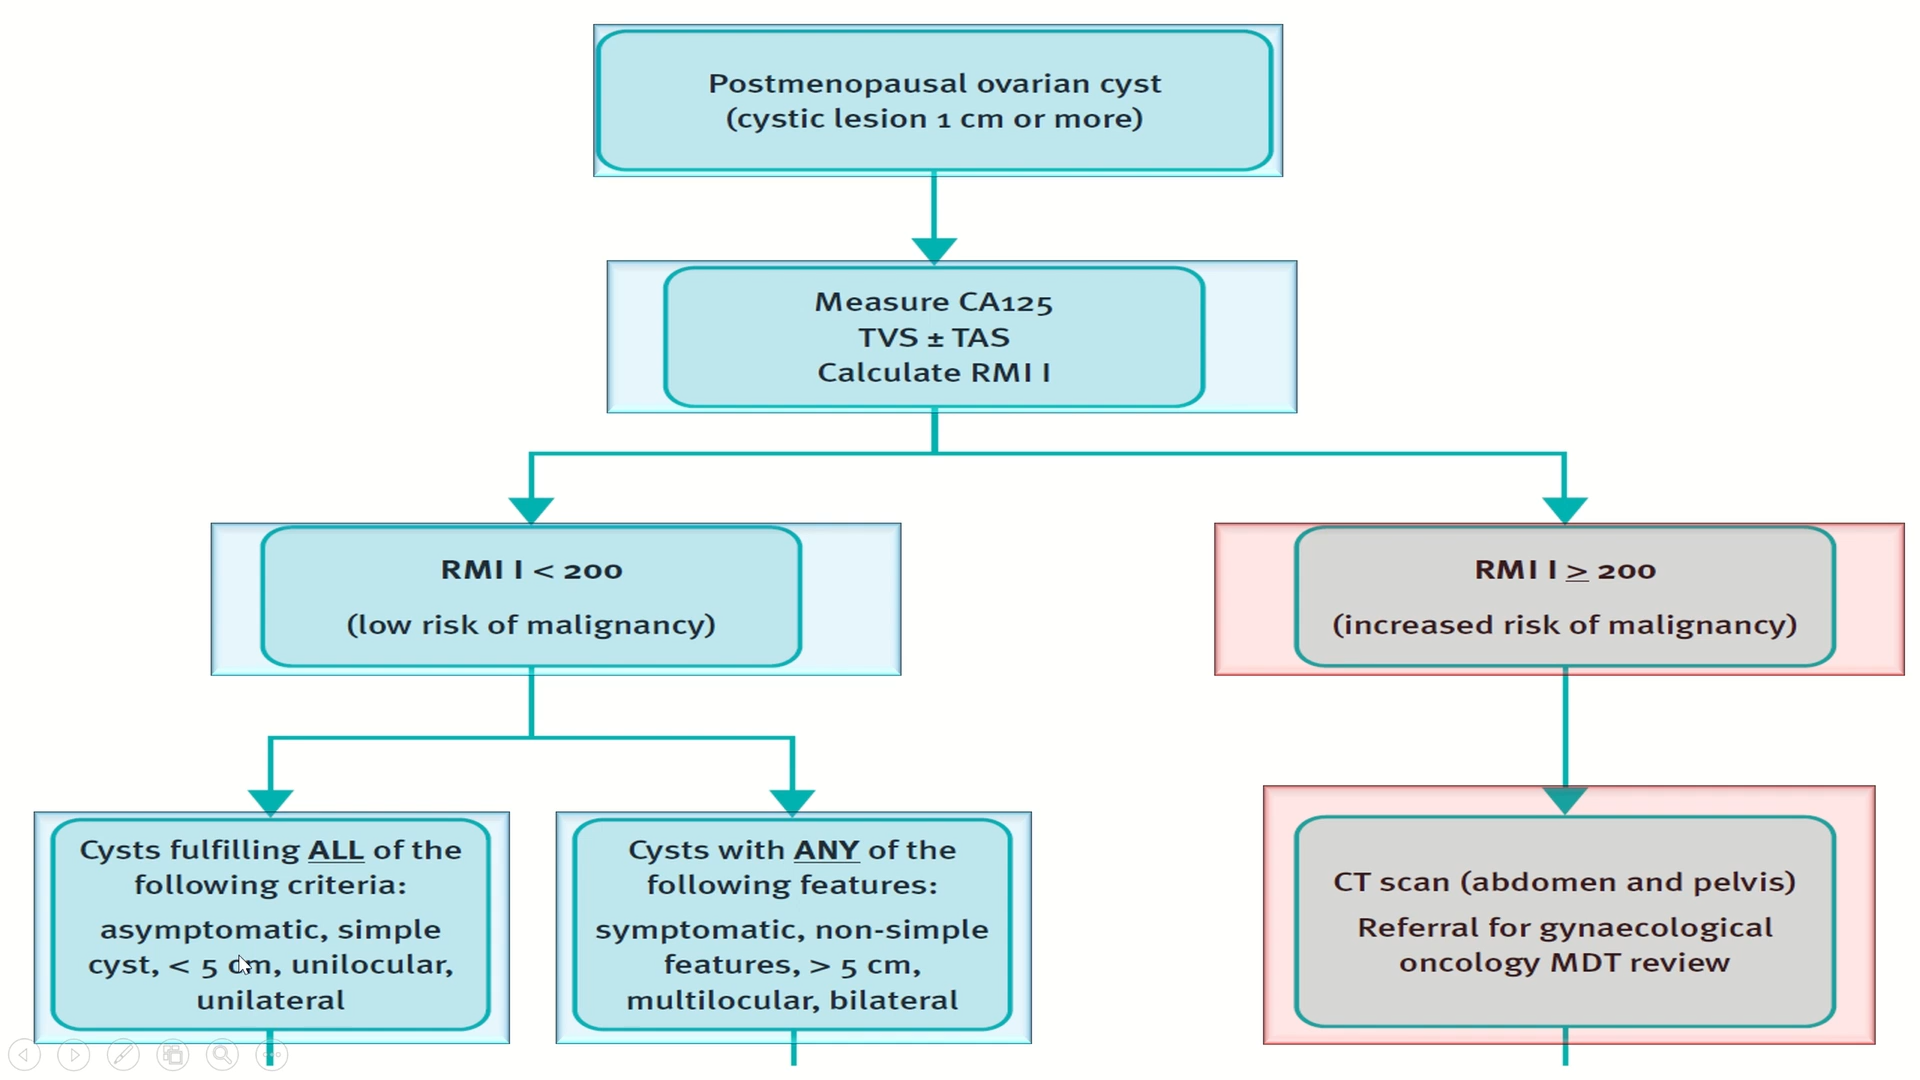 Postmenopausal ovarian cyst
(cystic lesion 1 cm or more)
Measure CA125
TVS ± TAS
Calculate RMI I
RMI I < 200
(low risk of malignancy)
RMI I ≥ 200
(increased risk of malignancy)
Cysts fulfilling ALL of the
following criteria:
asymptomatic, simple
cyst, < 5 cm, unilocular,
unilateral
Cysts with ANY of the
following features:
symptomatic, non-simple
features, > 5 cm,
multilocular, bilateral
CT scan (abdomen and pelvis)
Referral for gynaecological
oncology MDT review